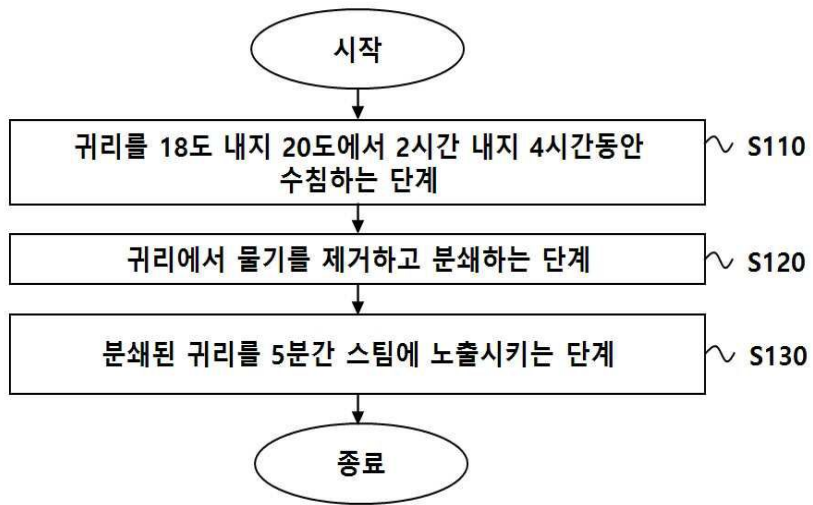 시작
귀리를 18도 내지 20도에서 2시간 내지 4시간동안
수침하는 단계
S110
귀리에서 물기를 제거하고 분쇄하는 단계
S120
분쇄된 귀리를 5분간 스팀에 노출시키는 단계
S130
종료